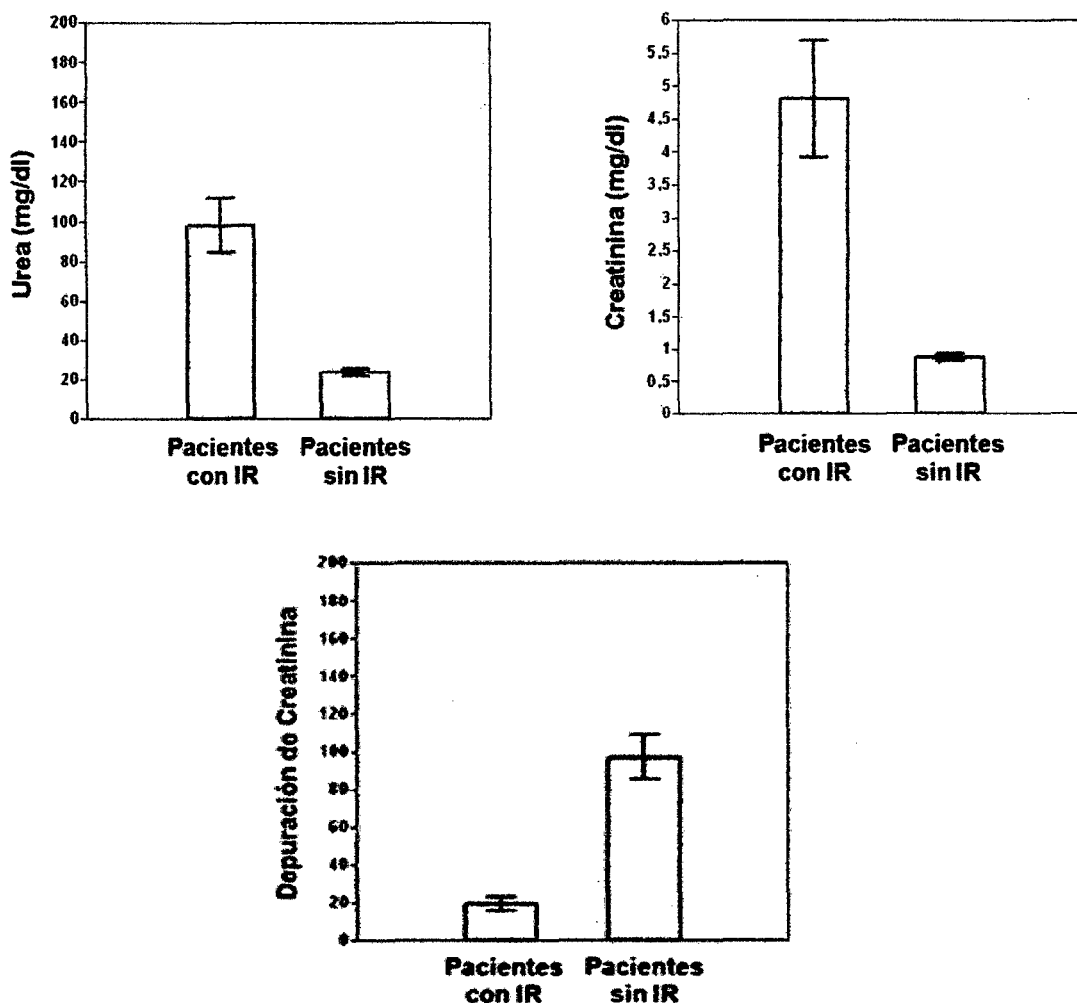 200
180
160
140
120
100
80
60
40
20
0
Urea (mg/dl)
Pacientes
con IR
Pacientes
sin IR
6
5.5
5
4.5
4
3.5
3
2.5
2
1.5
1
0.5
0
Creatinina (mg/dl)
Pacientes
con IR
Pacientes
sin IR
200
180
160
140
120
100
80
60
40
20
0
Depuración do Creatinina
Pacientes
con IR
Pacientes
sin IR